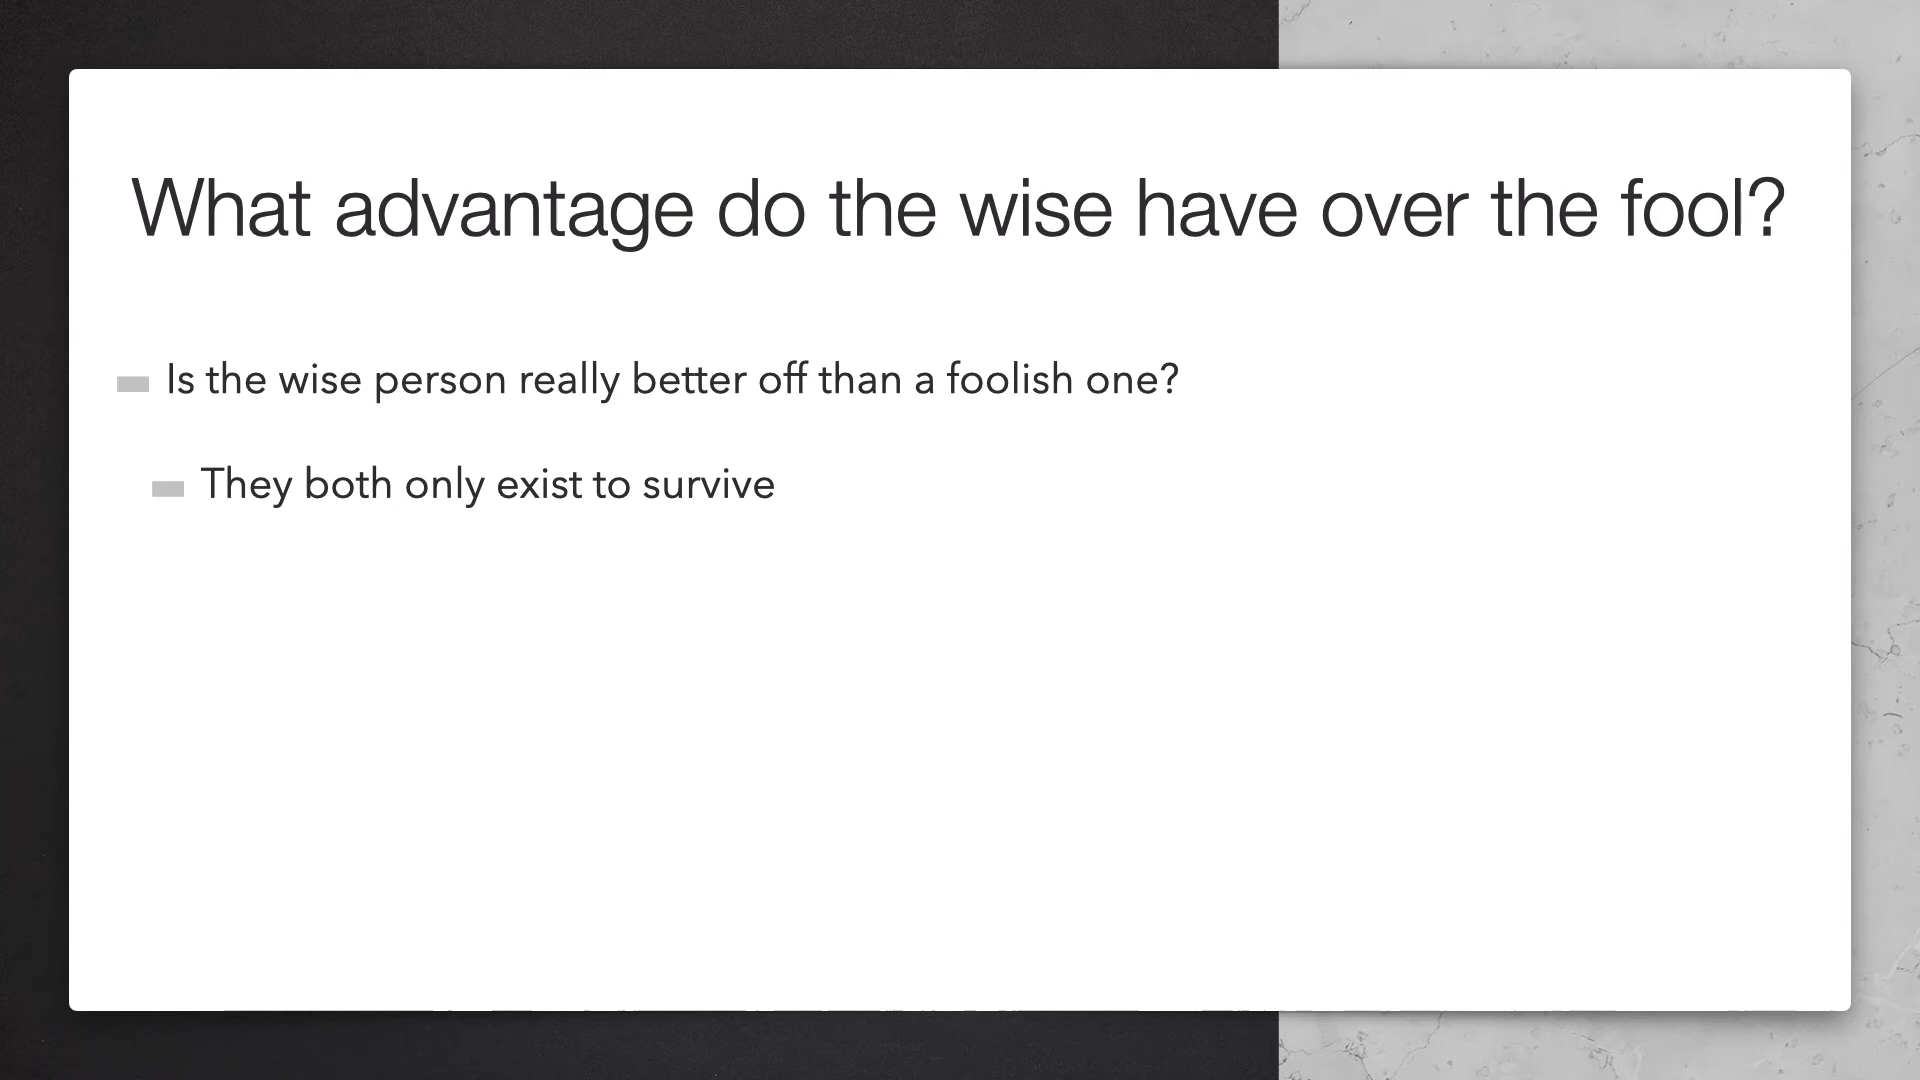 What advantage do the wise have over the fool?
Is the wise person really better off than a foolish one?
They both only exist to survive